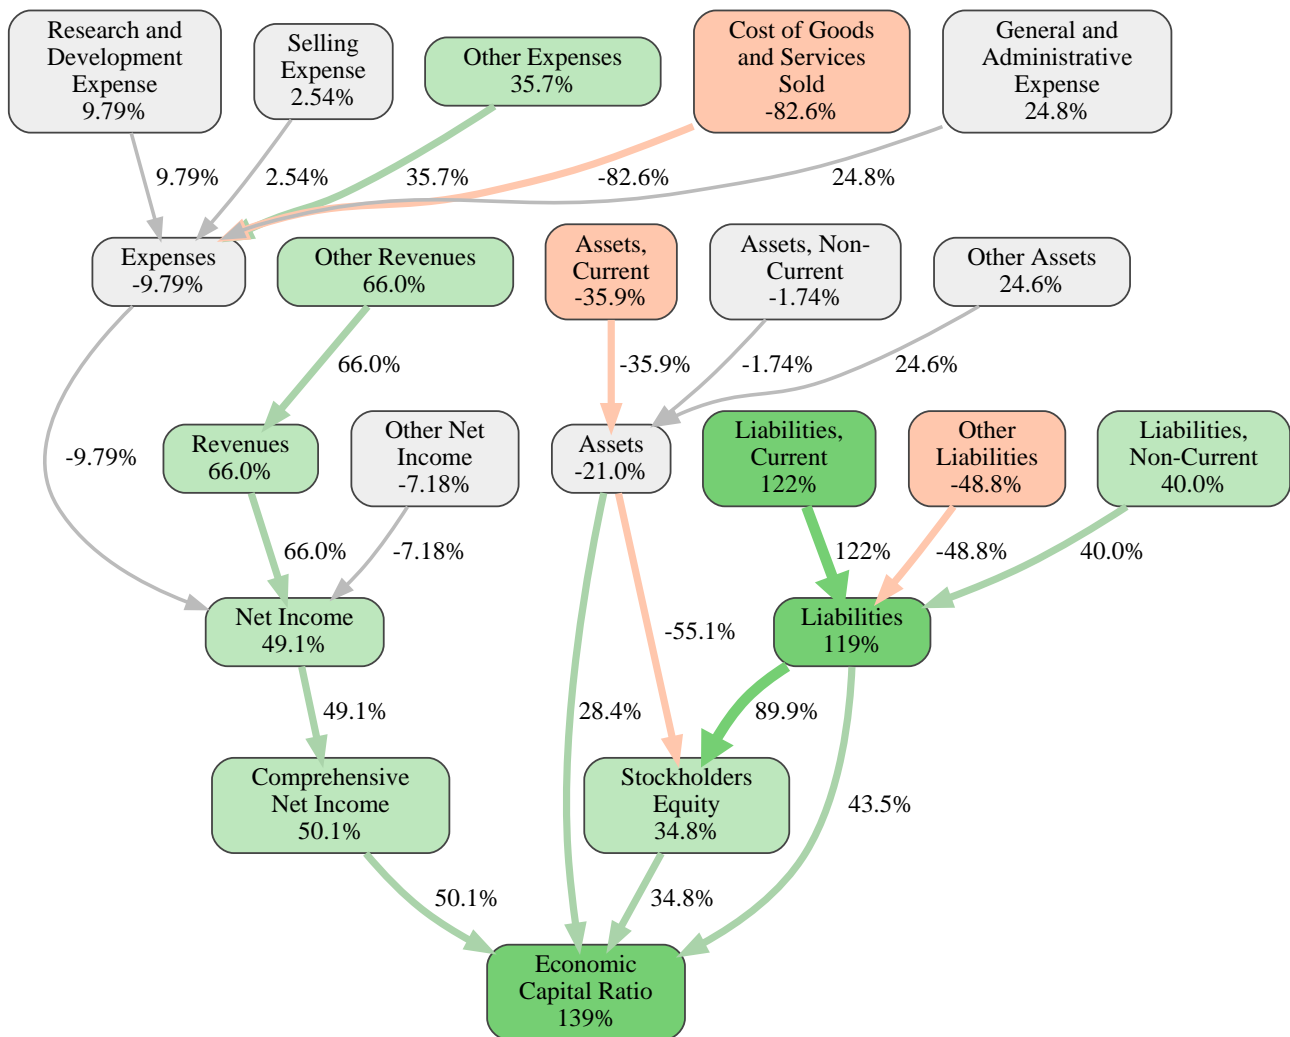 Research and
Development
Expense
9.79%
Selling
Expense
2.54%
Other Expenses
35.7%
Cost of Goods
and Services
Sold
-82.6%
General and
Administrative
Expense
24.8%
9.79%
2.54%
35.7%
-82.6%
24.8%
Expenses
-9.79%
Other Revenues
66.0%
Assets,
Current
-35.9%
Assets, Non-
Current
-1.74%
Other Assets
24.6%
66.0%
-35.9%
-1.74%
24.6%
-9.79%
Revenues
66.0%
Other Net
Income
-7.18%
Assets
-21.0%
Liabilities,
Current
122%
Other
Liabilities
-48.8%
Liabilities,
Non-Current
40.0%
66.0%
-7.18%
122%
-48.8%
40.0%
Net Income
49.1%
-55.1%
Liabilities
119%
49.1%
28.4%
89.9%
Comprehensive
Net Income
50.1%
Stockholders
Equity
34.8%
43.5%
50.1%
34.8%
Economic
Capital Ratio
139%